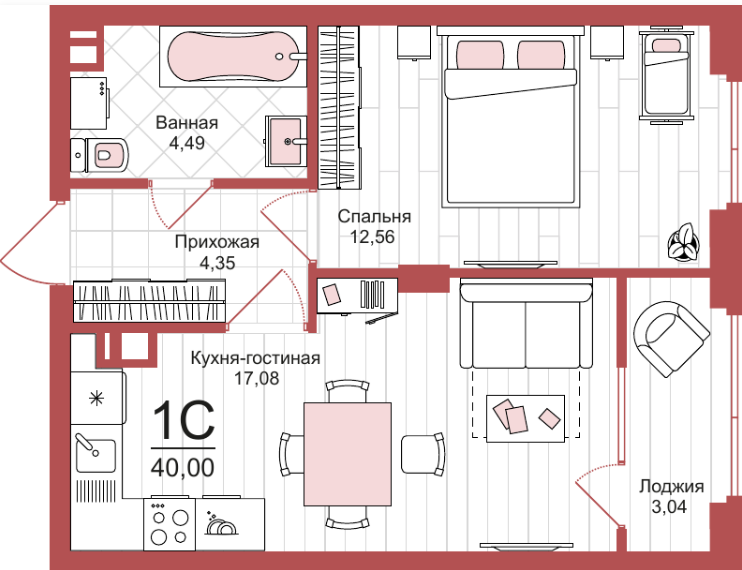 Ванная
4,49
Спальня
12,56
Прихожая
4,35
Кухня-гостиная
17,08
1С
40,00
Лоджия
3,04